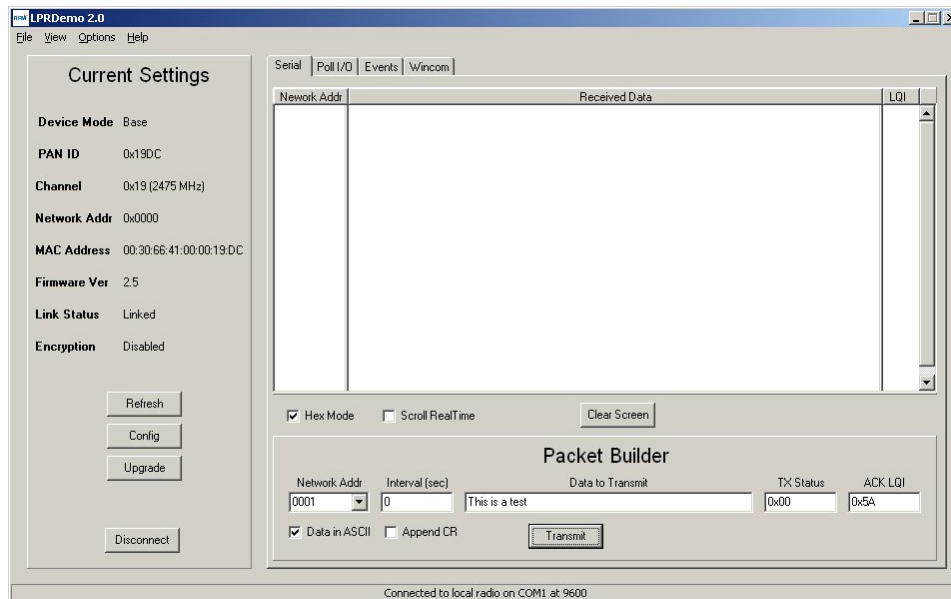 LPRDemo 2.0
File View Options Help
Current Settings
Device Mode Base
PAN ID 0x19DC
Channel 0x19 (2475 MHz)
Network Addr 0x0000
MAC Address 00:30:66:41:00:00:19:DC
Firmware Ver 2.5
Link Status Linked
Encryption Disabled
Refresh
Config
Upgrade
Disconnect
Serial Poll I/O Events Wincom
Nework Addr Received Data LQI
Hex Mode Scroll RealTime Clear Screen
Packet Builder
Network Addr Interval (sec) Data to Transmit TX Status ACK LQI
0001 0 This is a test 0x00 0x5A
Data in ASCII Append CR Transmit
Connected to local radio on COM1 at 9600